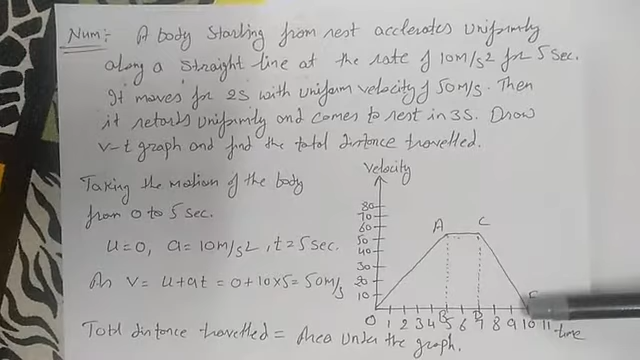 Num:- A body starting from rest accelerates uniformly
along a straight line at the rate of 10m/s2 for 5 sec.
It moves for 2s with uniform velocity of 50m/s. Then
it retards uniformly and comes to rest in 3s. Draw
v-t graph and find the total distance travelled.
Taking the motion of the body
from 0 to 5 sec.
u=0, a=10m/s2, t=5 sec.
As v= u+at = 0+10x5= 50m/s
Total distance travelled = Area under the graph.
Velocity
80
70
60
50
40
30
20
10
A C
B D
0 1 2 3 4 5 6 7 8 9 10 11 time